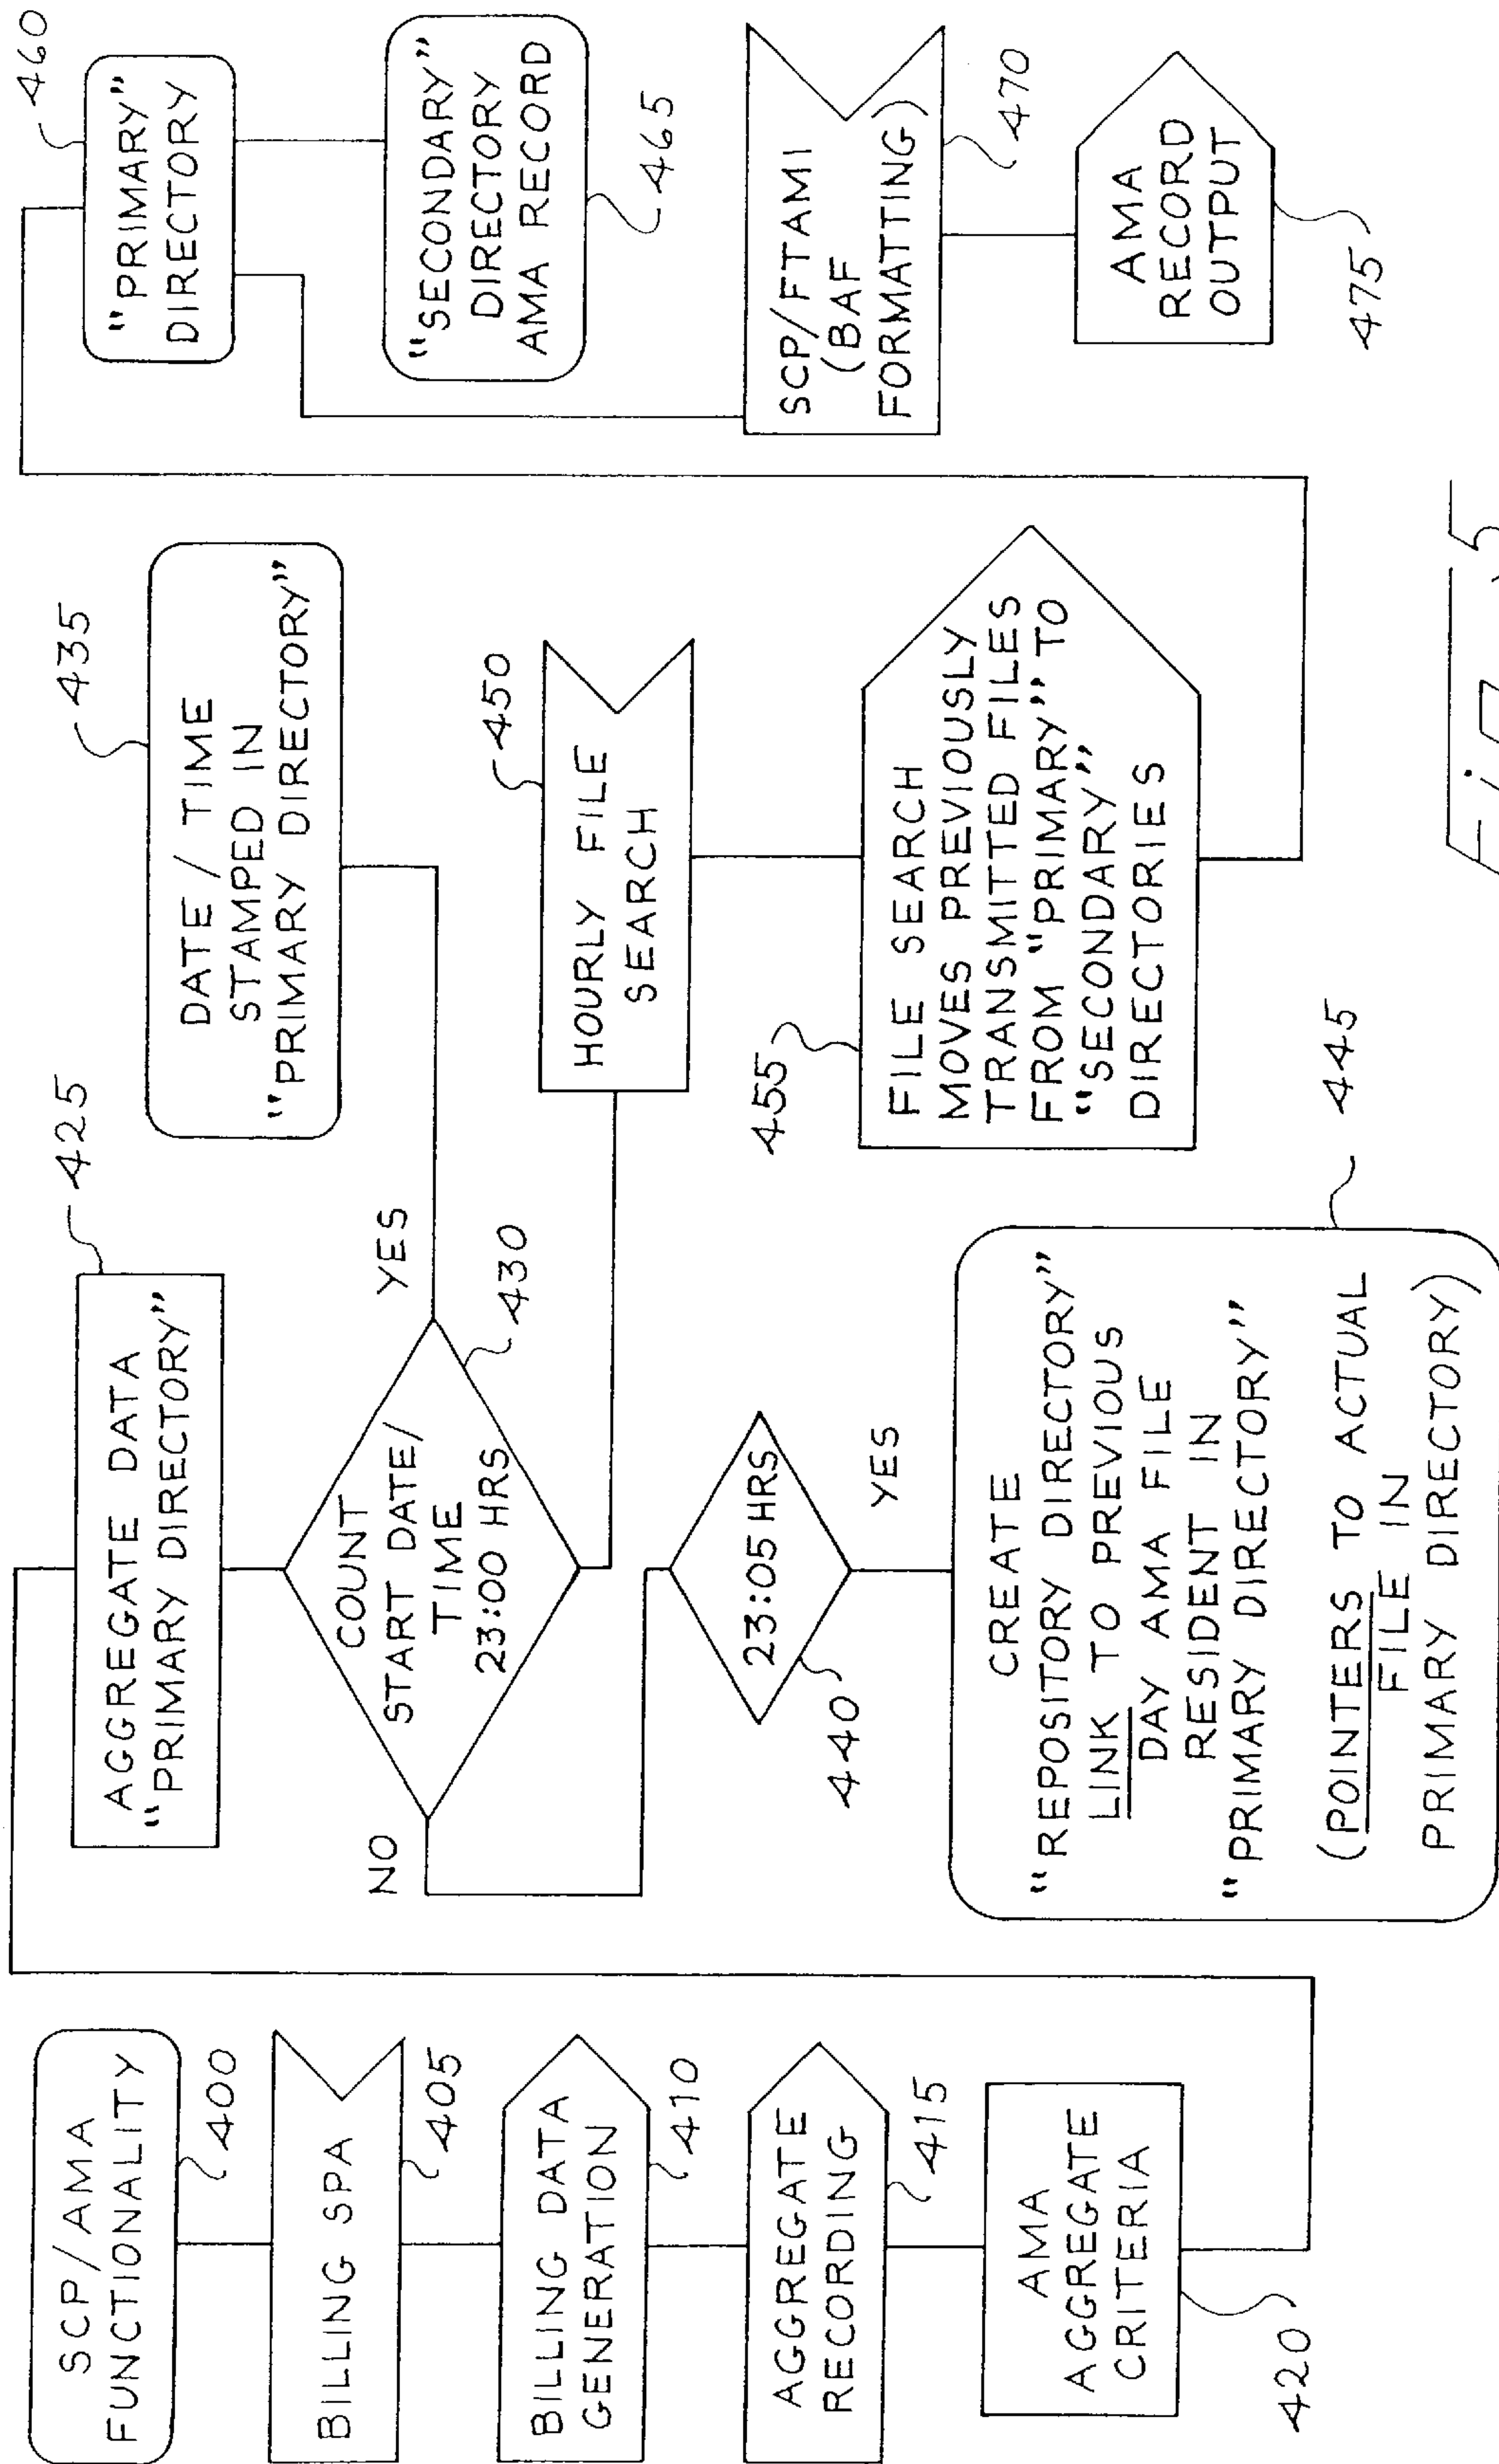 SCP/AMA
FUNCTIONALITY
400
BILLING SPA
405
BILLING DATA
GENERATION
410
AGGREGATE
RECORDING
415
AMA
AGGREGATE
CRITERIA
420
AGGREGATE DATA
"PRIMARY DIRECTORY"
425
COUNT
START DATE/
TIME
23:00 HRS
430
YES
NO
DATE / TIME
STAMPED IN
"PRIMARY DIRECTORY"
435
23:05 HRS
440
YES
CREATE
"REPOSITORY DIRECTORY"
LINK TO PREVIOUS
DAY AMA FILE
RESIDENT IN
"PRIMARY DIRECTORY"
(POINTERS TO ACTUAL
FILE IN
PRIMARY DIRECTORY)
445
HOURLY FILE
SEARCH
450
FILE SEARCH
MOVES PREVIOUSLY
TRANSMITTED FILES
FROM "PRIMARY" TO
"SECONDARY"
DIRECTORIES
455
"PRIMARY"
DIRECTORY
460
"SECONDARY"
DIRECTORY
AMA RECORD
465
SCP/FTAMI
(BAF
FORMATTING)
470
AMA
RECORD
OUTPUT
475
Fig. 5